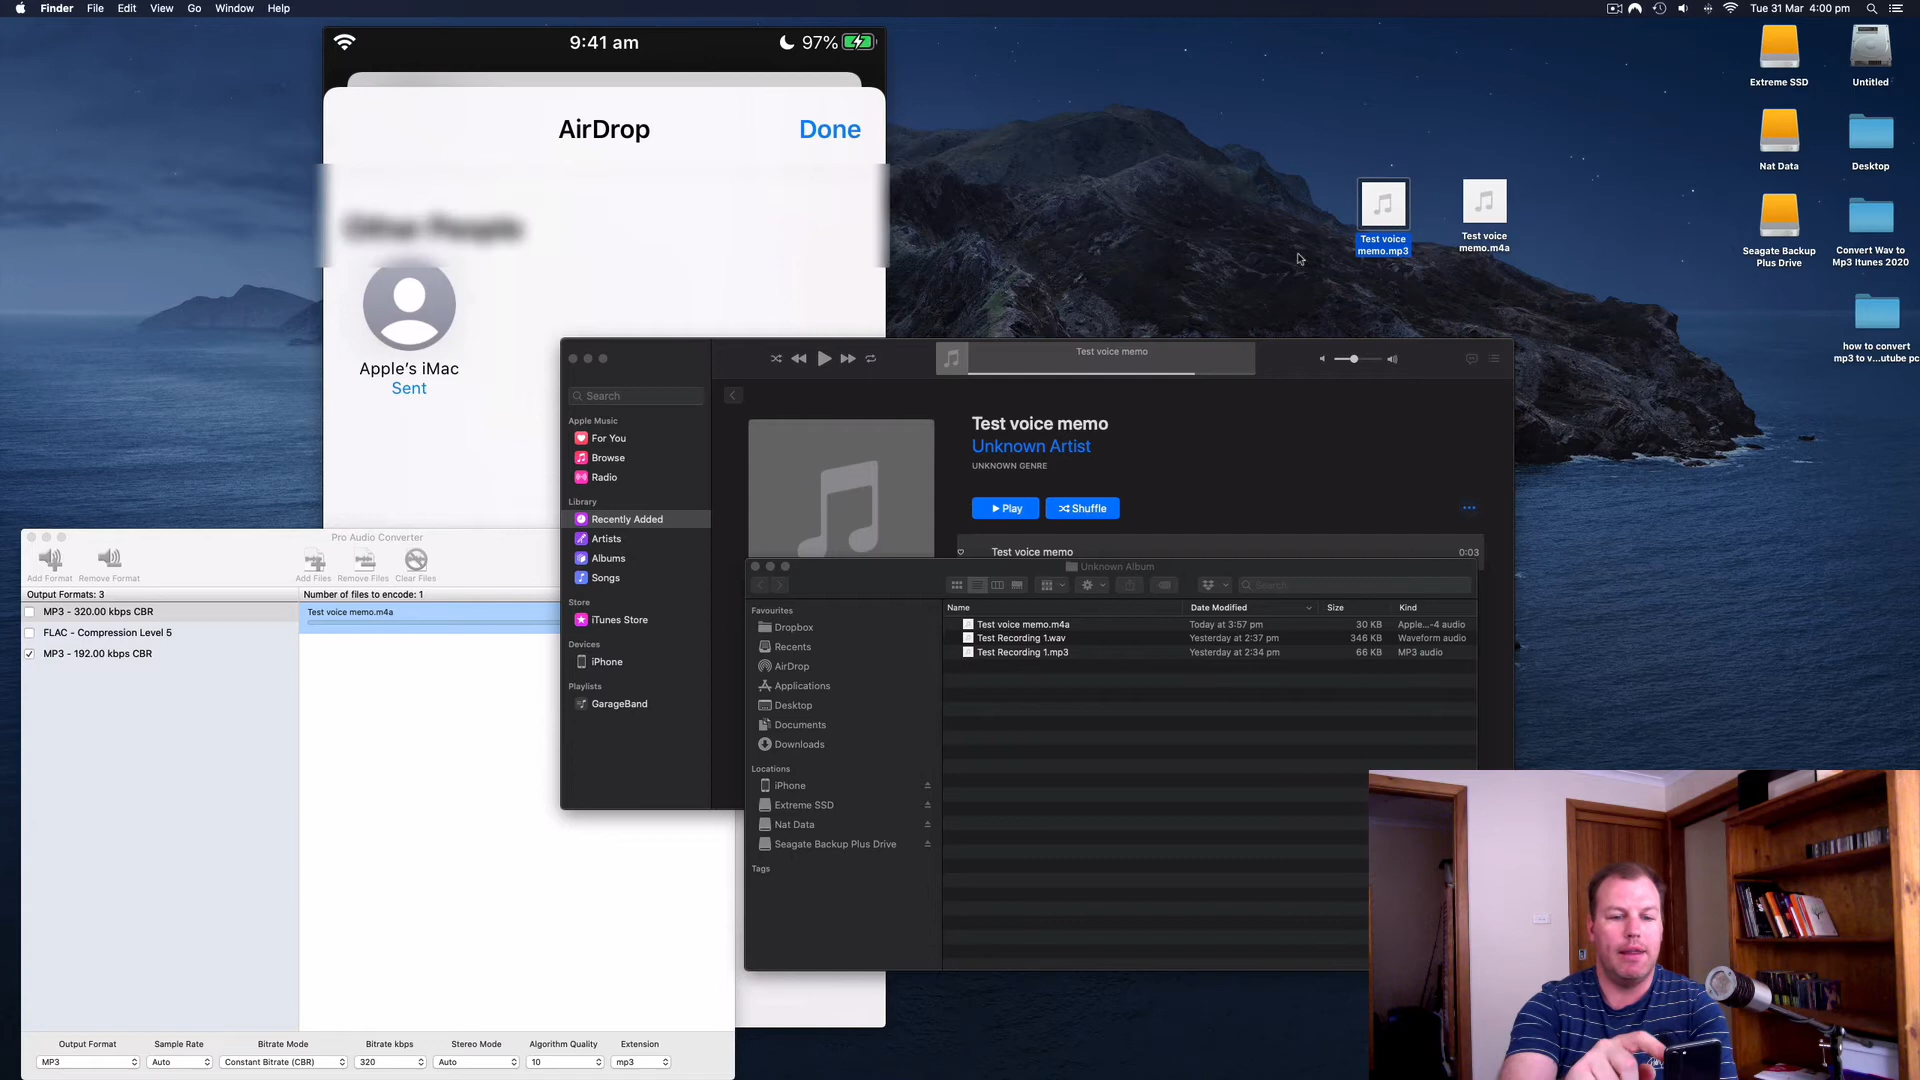 Finder File Edit View Go Window Help
Tue 31 Mar 4:00 pm
9:41 am
97%
AirDrop
Done
Other People
Apple's iMac
Sent
Test voice
memo.mp3
Test voice
memo.m4a
Extreme SSD
Untitled
Nat Data
Desktop
Seagate Backup
Plus Drive
Convert Wav to
Mp3 Itunes 2020
how to convert
mp3 to v...utube pc
Test voice memo
Search
Apple Music
For You
Browse
Radio
Library
Recently Added
Artists
Albums
Songs
Store
iTunes Store
Devices
iPhone
Playlists
GarageBand
Test voice memo
Unknown Artist
UNKNOWN GENRE
Play
Shuffle
Test voice memo
0:03
Pro Audio Converter
Add Format
Remove Format
Add Files
Remove Files
Clear Files
Output Formats: 3
Number of files to encode: 1
MP3 - 320.00 kbps CBR
FLAC - Compression Level 5
MP3 - 192.00 kbps CBR
Test voice memo.m4a
Output Format
Sample Rate
Bitrate Mode
Bitrate kbps
Stereo Mode
Algorithm Quality
Extension
MP3
Auto
Constant Bitrate (CBR)
320
Auto
10
mp3
Unknown Album
Search
Favourites
Dropbox
Recents
AirDrop
Applications
Desktop
Documents
Downloads
Locations
iPhone
Extreme SSD
Nat Data
Seagate Backup Plus Drive
Tags
Name Date Modified Size Kind
Test voice memo.m4a Today at 3:57 pm 30 KB Apple...-4 audio
Test Recording 1.wav Yesterday at 2:37 pm 346 KB Waveform audio
Test Recording 1.mp3 Yesterday at 2:34 pm 66 KB MP3 audio